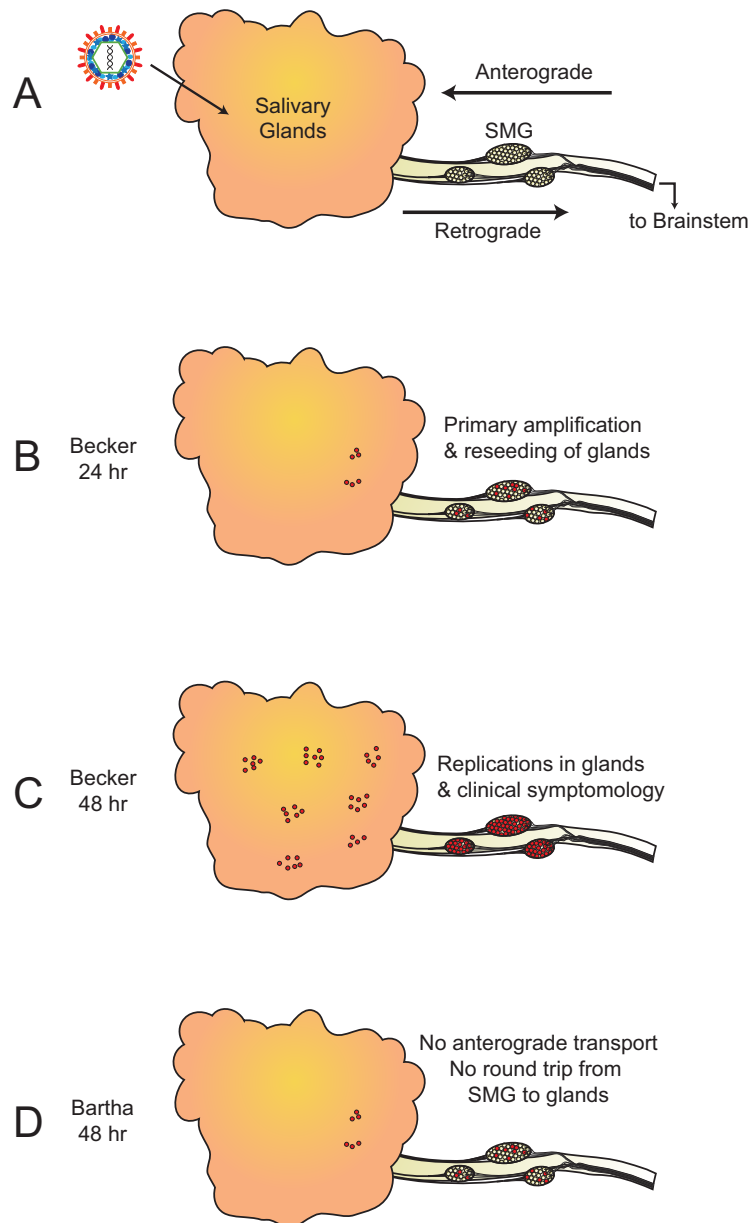 A
Salivary
Glands
Anterograde
SMG
Retrograde
to Brainstem
B
Becker
24 hr
Primary amplification
& reseeding of glands
C
Becker
48 hr
Replications in glands
& clinical symptomology
D
Bartha
48 hr
No anterograde transport
No round trip from
SMG to glands